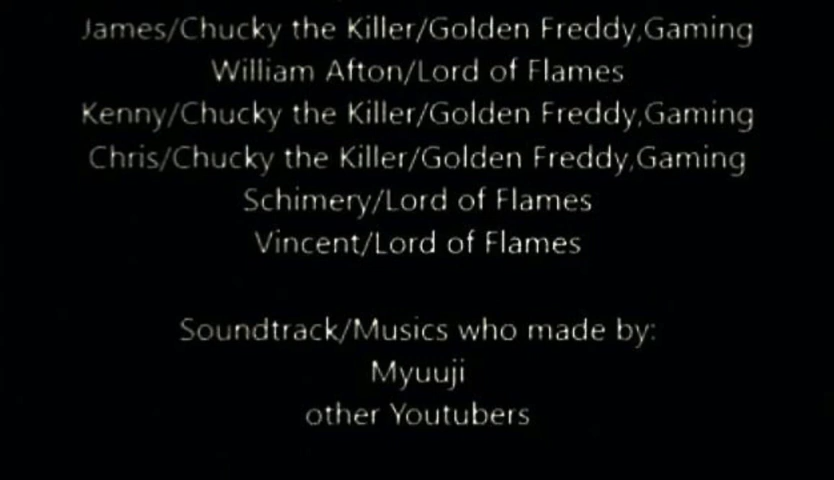 James/Chucky the Killer/Golden Freddy,Gaming
William Afton/Lord of Flames
Kenny/Chucky the Killer/Golden Freddy,Gaming
Chris/Chucky the Killer/Golden Freddy,Gaming
Schimery/Lord of Flames
Vincent/Lord of Flames
Soundtrack/Musics who made by:
Myuuji
other Youtubers